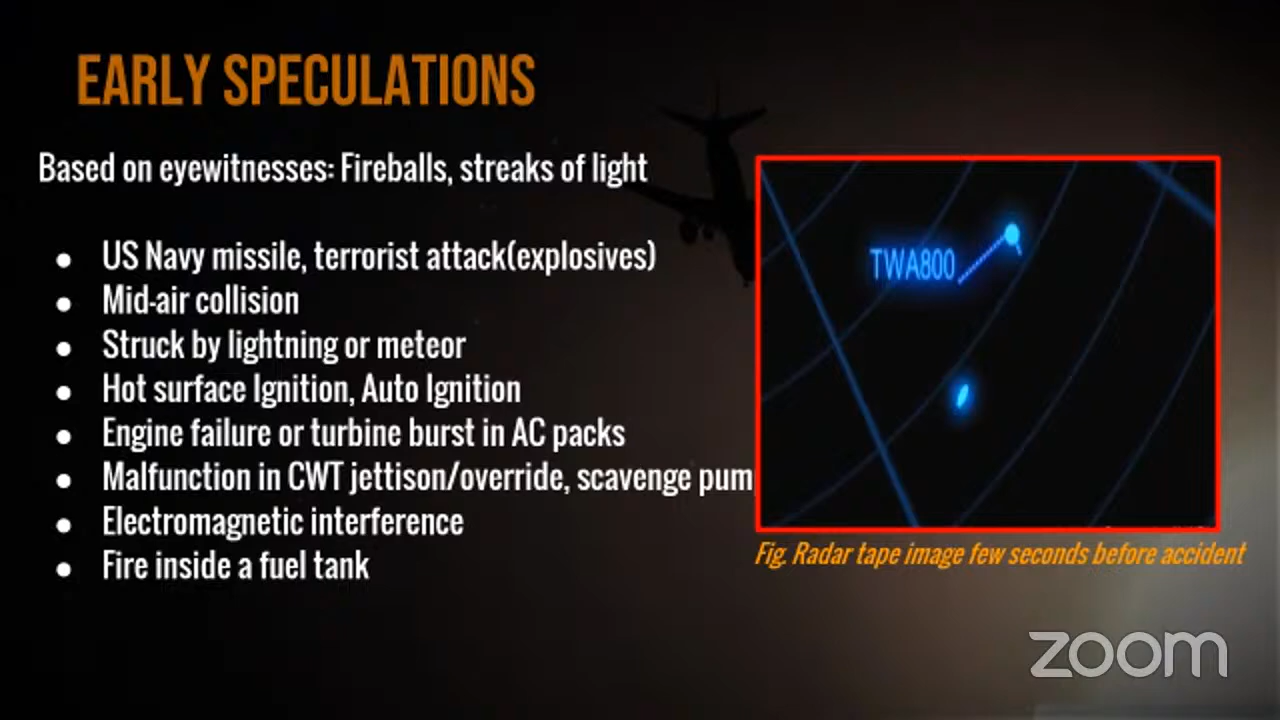 EARLY SPECULATIONS
Based on eyewitnesses: Fireballs, streaks of light
● US Navy missile, terrorist attack(explosives)
● Mid-air collision
● Struck by lightning or meteor
● Hot surface Ignition, Auto Ignition
● Engine failure or turbine burst in AC packs
● Malfunction in CWT jettison/override, scavenge pum
● Electromagnetic interference
● Fire inside a fuel tank
TWA800
Fig. Radar tape image few seconds before accident
zoom